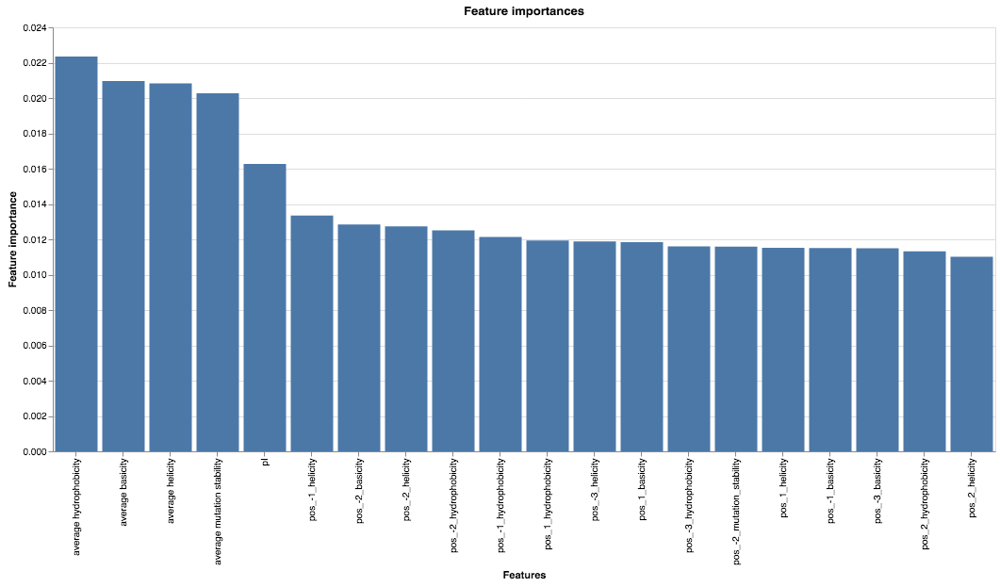 Feature importances
0.024
0.022
0.020
0.018
0.016
0.014
0.012
0.010
0.008
0.006
0.004
0.002
0.000
Feature importance
average hydrophobicity
average basicity
average helicity
average mutation stability
pI
pos_-1_helicity
pos_-2_basicity
pos_-2_helicity
pos_-2_hydrophobicity
pos_-1_hydrophobicity
pos_1_hydrophobicity
pos_-3_helicity
pos_1_basicity
pos_-3_hydrophobicity
pos_-2_mutation_stability
pos_1_helicity
pos_-1_basicity
pos_-3_basicity
pos_2_hydrophobicity
pos_2_helicity
Features